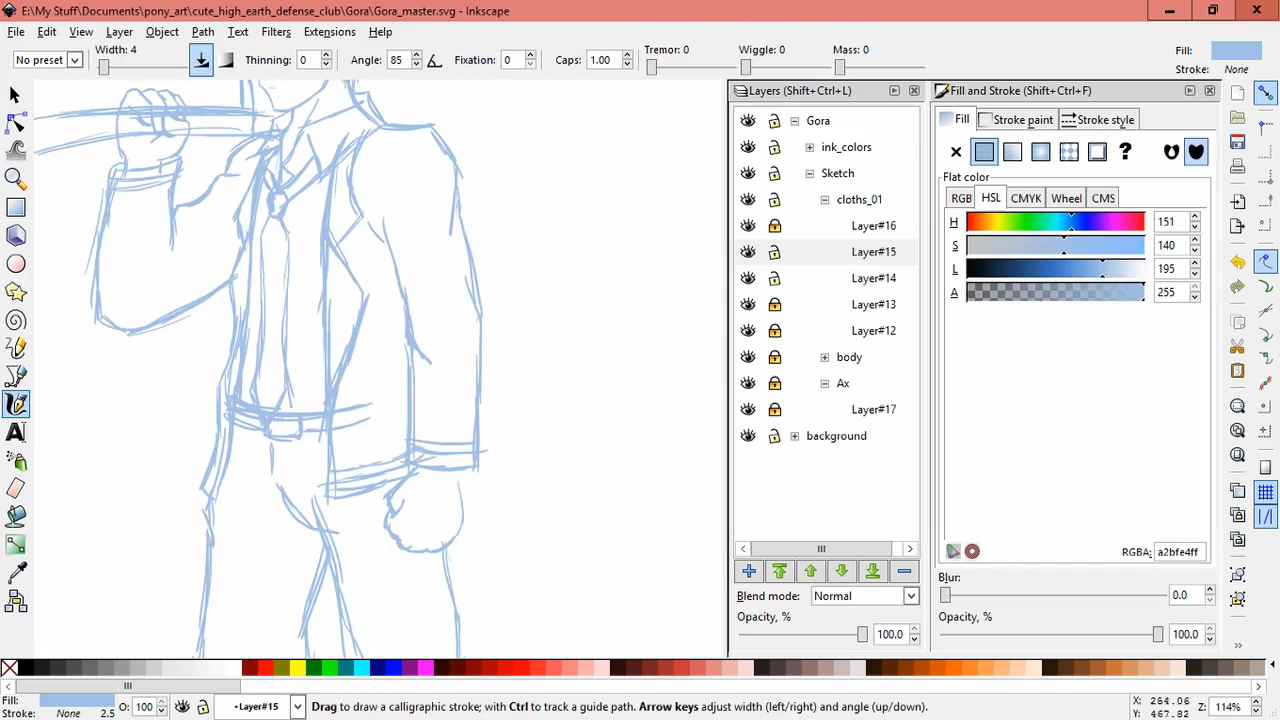 E:\My Stuff\Documents\pony_art\cute_high_earth_defense_club\Gora\Gora_master.svg - Inkscape
File Edit View Layer Object Path Text Filters Extensions Help
No preset Width: 4 Thinning: 0 Angle: 85 Fixation: 0 Caps: 1.00 Tremor: 0 Wiggle: 0 Mass: 0 Fill: Stroke: None
Layers (Shift+Ctrl+L)
Gora
ink_colors
Sketch
cloths_01
Layer#16
Layer#15
Layer#14
Layer#13
Layer#12
body
Ax
Layer#17
background
Blend mode: Normal
Opacity, % 100.0
Fill and Stroke (Shift+Ctrl+F)
Fill Stroke paint Stroke style
?
Flat color
RGB HSL CMYK Wheel CMS
H 151
S 140
L 195
A 255
RGBA: a2bfe4ff
Blur:
0.0
Opacity, %
100.0
Fill:
Stroke: None 2.5 O: 100 •Layer#15 Drag to draw a calligraphic stroke; with Ctrl to track a guide path. Arrow keys adjust width (left/right) and angle (up/down). X: 264.06 Y: 467.82 Z: 114%